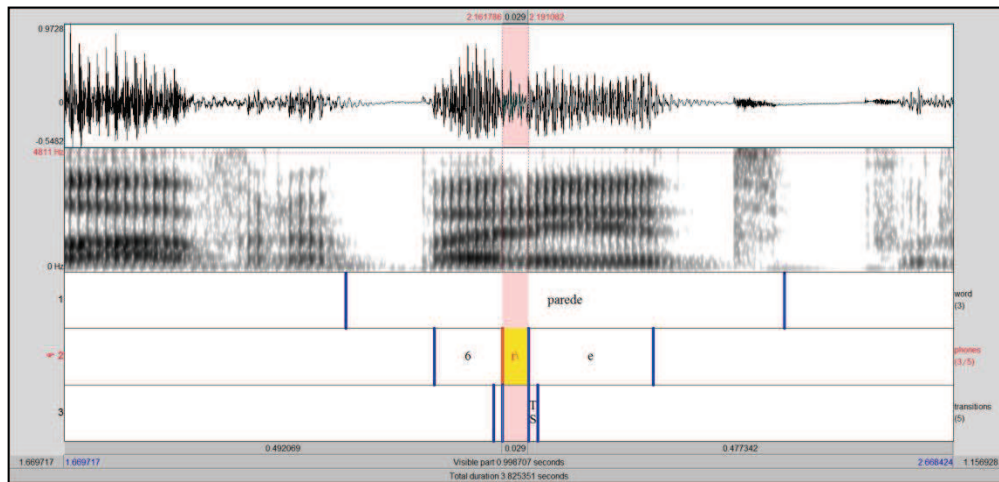 2.161788 0.029 2.191082
0.9728
0
-0.5482
4811 Hz
0 Hz
1 parede word (3)
2 6 r\ e phones (3/5)
3 TS transitions (5)
0.492069 0.029 0.477342
1.669717 1.669717 Visible part 0.998707 seconds 2.668424 1.156928
Total duration 3.825351 seconds